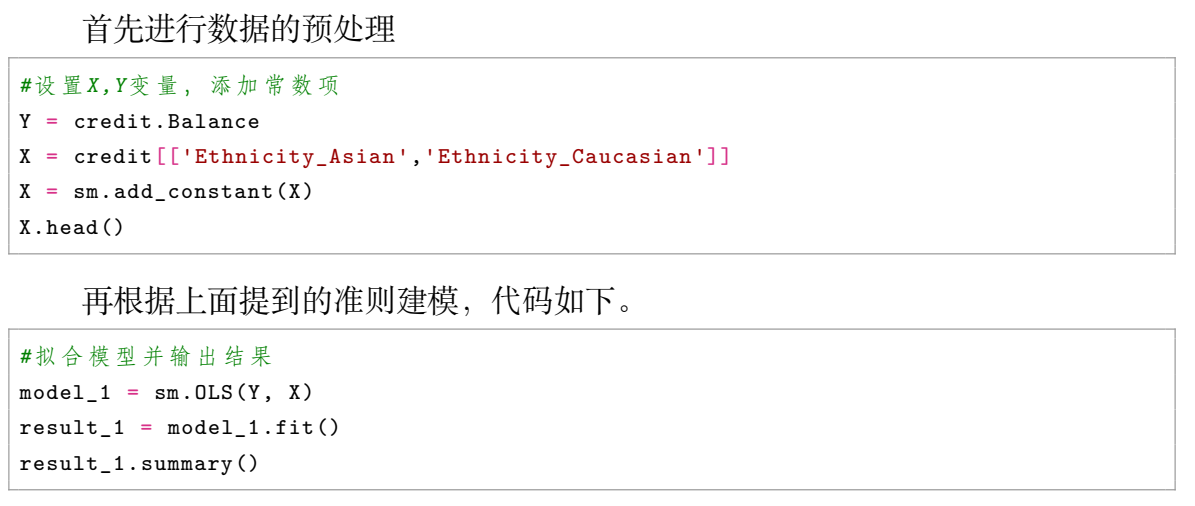 首先进行数据的预处理
#设置X,Y变量，添加常数项
Y = credit.Balance
X = credit[['Ethnicity_Asian','Ethnicity_Caucasian']]
X = sm.add_constant(X)
X.head()
再根据上面提到的准则建模，代码如下。
#拟合模型并输出结果
model_1 = sm.OLS(Y, X)
result_1 = model_1.fit()
result_1.summary()